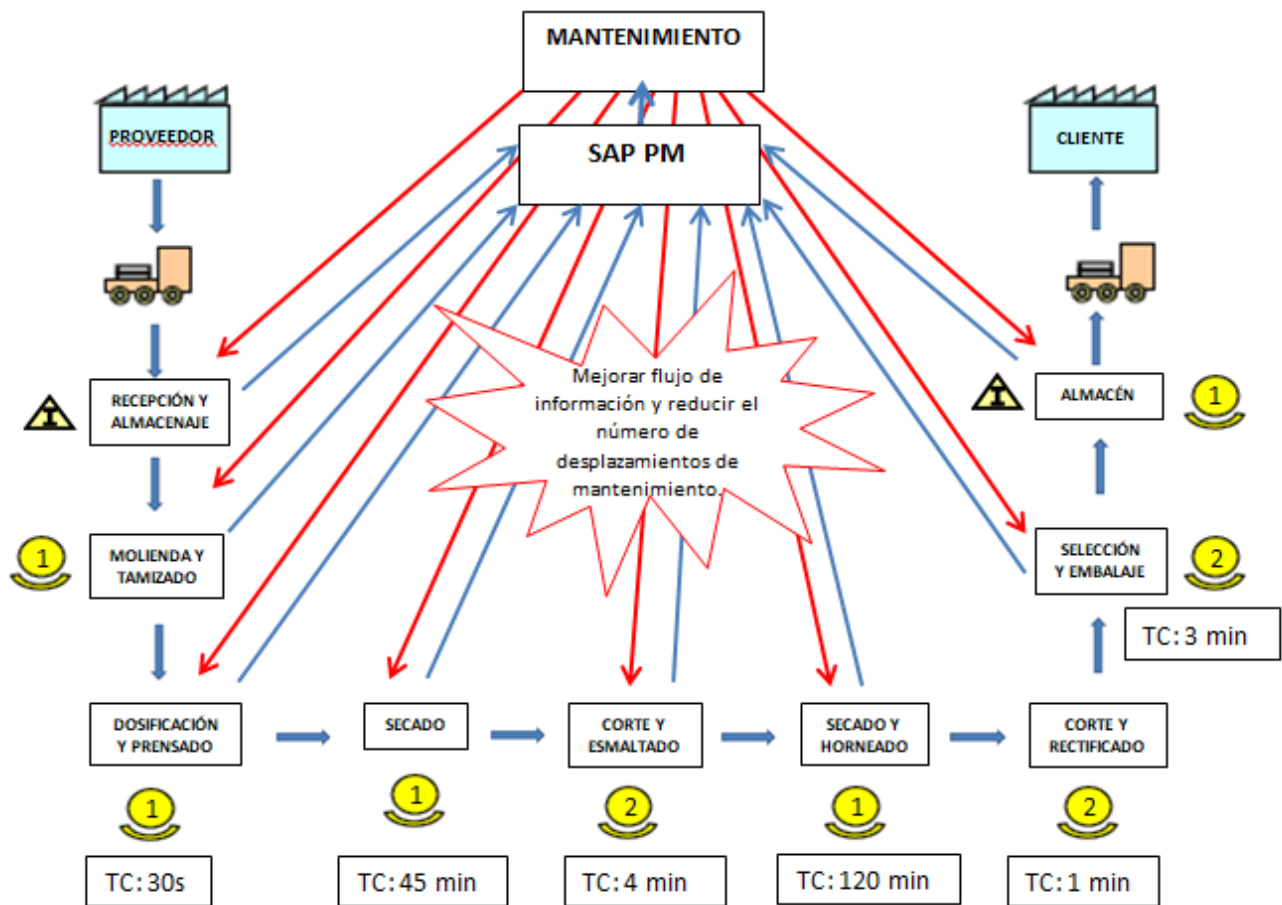 MANTENIMIENTO
SAP PM
PROVEEDOR
CLIENTE
RECEPCIÓN Y
ALMACENAJE
I
Mejorar flujo de
información y reducir el
número de
desplazamientos de
mantenimiento.
I
ALMACÉN
1
1
MOLIENDA Y
TAMIZADO
SELECCIÓN
Y EMBALAJE
2
TC: 3 min
DOSIFICACIÓN
Y PRENSADO
SECADO
CORTE Y
ESMALTADO
SECADO Y
HORNEADO
CORTE Y
RECTIFICADO
1
1
2
1
2
TC: 30s
TC: 45 min
TC: 4 min
TC: 120 min
TC: 1 min